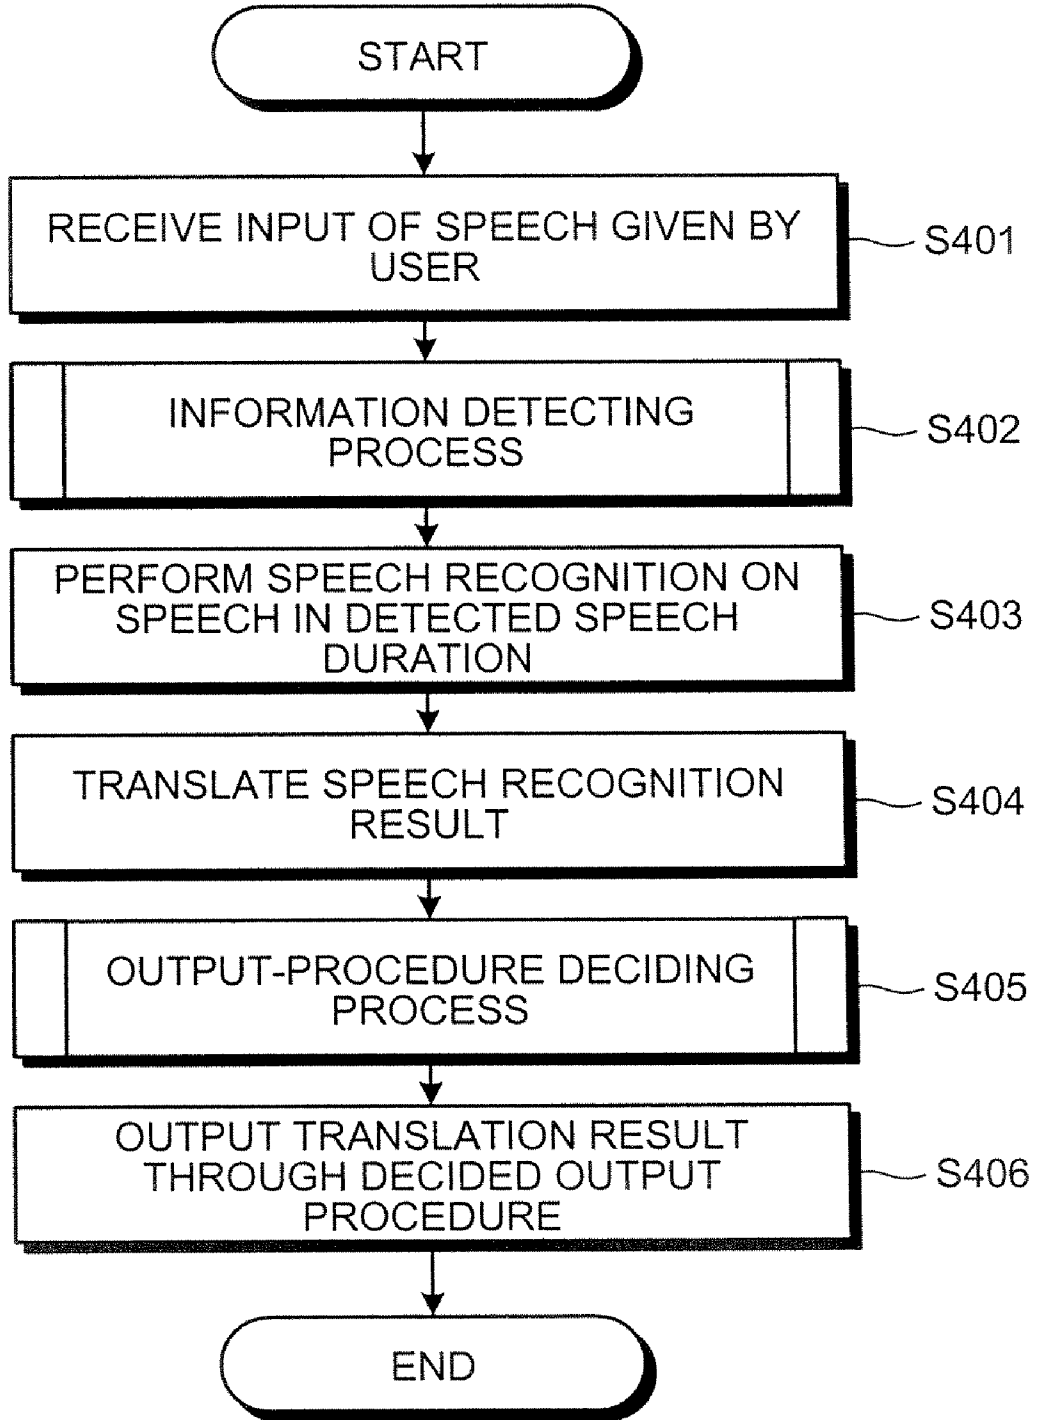 START
RECEIVE INPUT OF SPEECH GIVEN BY
USER
S401
INFORMATION DETECTING
PROCESS
S402
PERFORM SPEECH RECOGNITION ON
SPEECH IN DETECTED SPEECH
DURATION
S403
TRANSLATE SPEECH RECOGNITION
RESULT
S404
OUTPUT-PROCEDURE DECIDING
PROCESS
S405
OUTPUT TRANSLATION RESULT
THROUGH DECIDED OUTPUT
PROCEDURE
S406
END